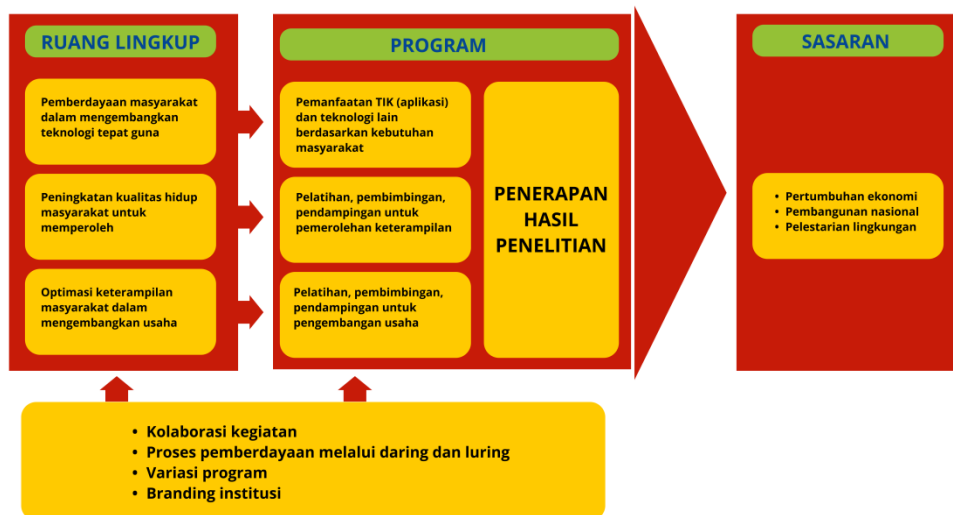 RUANG LINGKUP
Pemberdayaan masyarakat
dalam mengembangkan
teknologi tepat guna
Peningkatan kualitas hidup
masyarakat untuk
memperoleh
Optimasi keterampilan
masyarakat dalam
mengembangkan usaha
PROGRAM
Pemanfaatan TIK (aplikasi)
dan teknologi lain
berdasarkan kebutuhan
masyarakat
Pelatihan, pembimbingan,
pendampingan untuk
pemerolehan keterampilan
Pelatihan, pembimbingan,
pendampingan untuk
pengembangan usaha
PENERAPAN
HASIL
PENELITIAN
SASARAN
• Pertumbuhan ekonomi
• Pembangunan nasional
• Pelestarian lingkungan
• Kolaborasi kegiatan
• Proses pemberdayaan melalui daring dan luring
• Variasi program
• Branding institusi